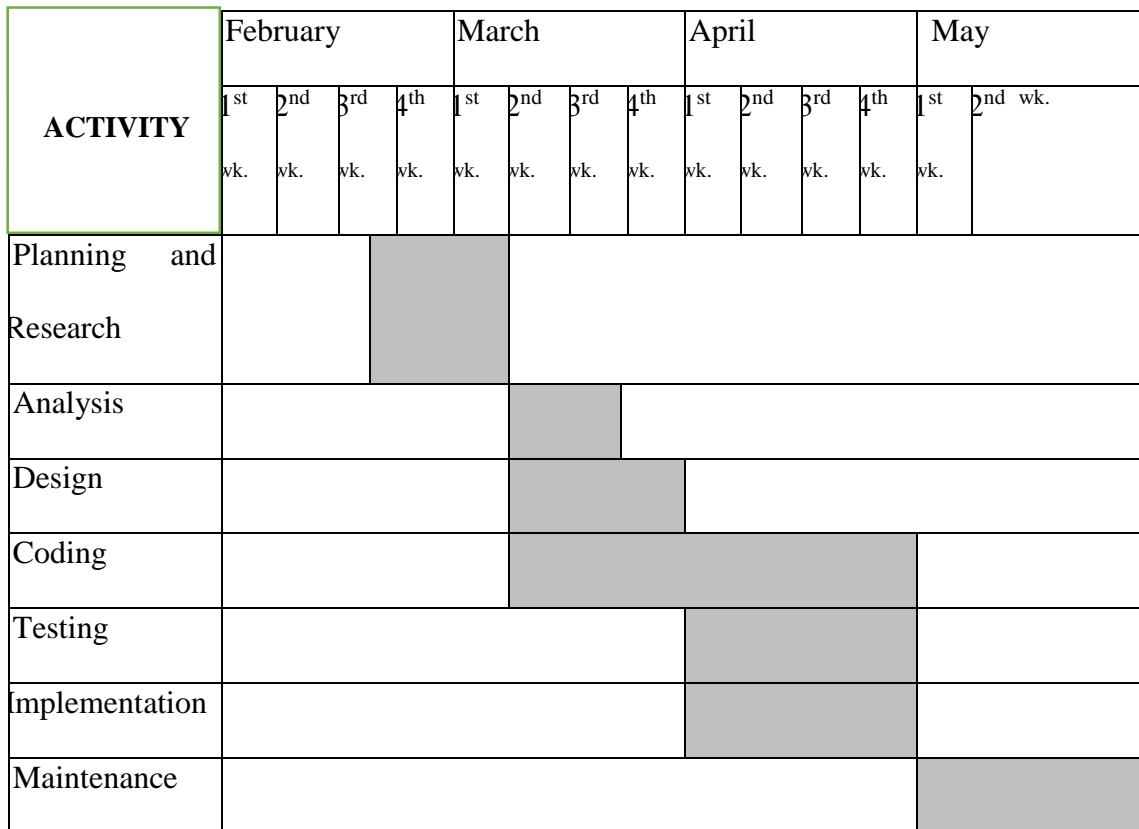 ACTIVITY
February March April May
1st 2nd 3rd 4th 1st 2nd 3rd 4th 1st 2nd 3rd 4th 1st 2nd wk.
wk. wk. wk. wk. wk. wk. wk. wk. wk. wk. wk. wk. wk.
Planning and
Research
Analysis
Design
Coding
Testing
Implementation
Maintenance